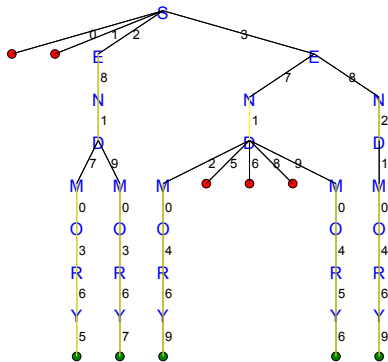 S
0 1 2 3
E E
8 7 8
N N N
1 1 2
D D D
7 9 2 5 6 8 9 1
M M M M M
0 0 0 0 0
O O O O O
3 3 4 4 4
R R R R R
6 6 6 5 6
Y Y Y Y Y
5 7 9 6 9